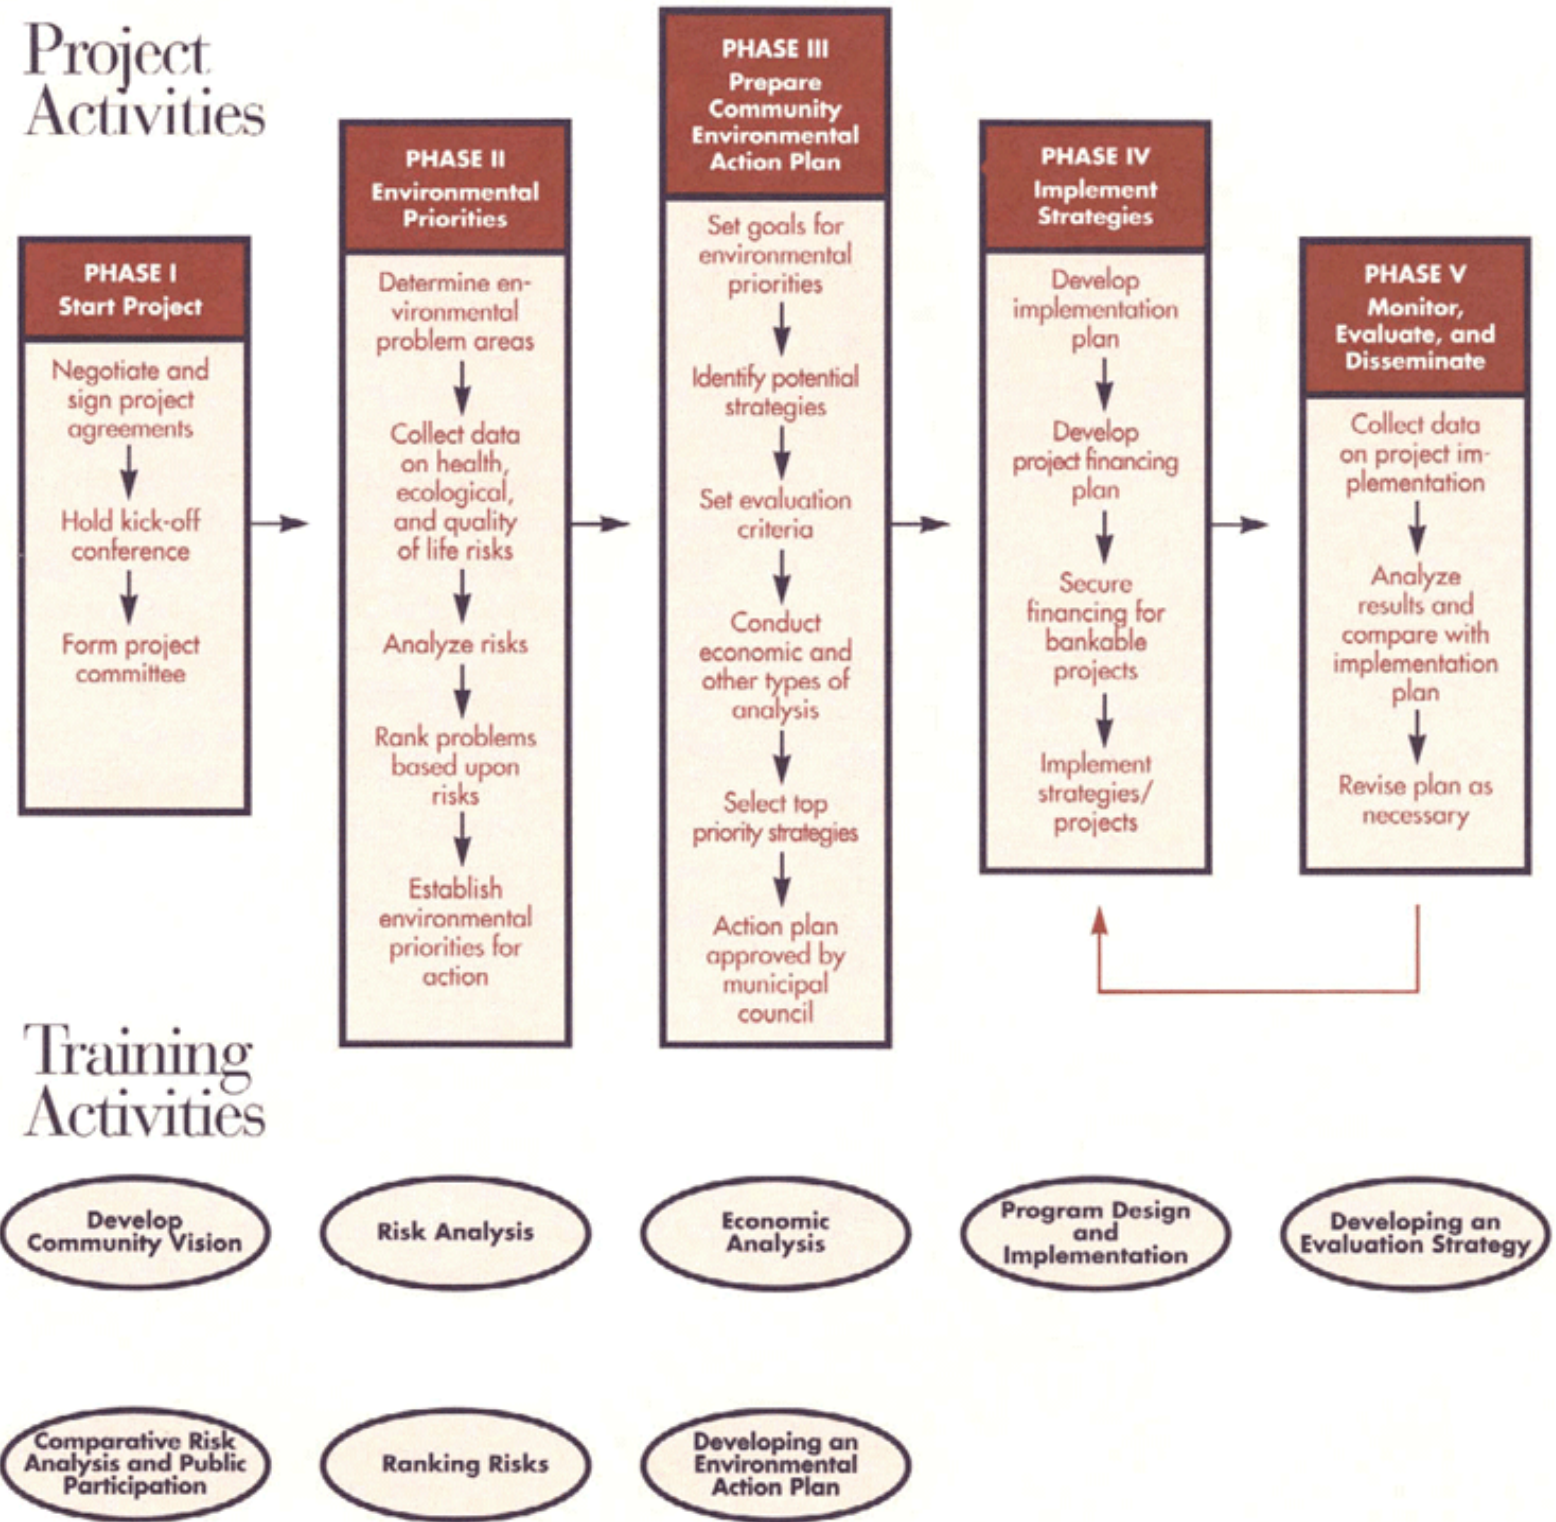 Project
Activities
PHASE I
Start Project
Negotiate and
sign project
agreements
Hold kick-off
conference
Form project
committee
PHASE II
Environmental
Priorities
Determine en-
vironmental
problem areas
Collect data
on health,
ecological,
and quality
of life risks
Analyze risks
Rank problems
based upon
risks
Establish
environmental
priorities for
action
PHASE III
Prepare
Community
Environmental
Action Plan
Set goals for
environmental
priorities
Identify potential
strategies
Set evaluation
criteria
Conduct
economic and
other types of
analysis
Select top
priority strategies
Action plan
approved by
municipal
council
PHASE IV
Implement
Strategies
Develop
implementation
plan
Develop
project financing
plan
Secure
financing for
bankable
projects
Implement
strategies/
projects
PHASE V
Monitor,
Evaluate, and
Disseminate
Collect data
on project im-
plementation
Analyze
results and
compare with
implementation
plan
Revise plan as
necessary
Training
Activities
Develop
Community Vision
Risk Analysis
Economic
Analysis
Program Design
and
Implementation
Developing an
Evaluation Strategy
Comparative Risk
Analysis and Public
Participation
Ranking Risks
Developing an
Environmental
Action Plan